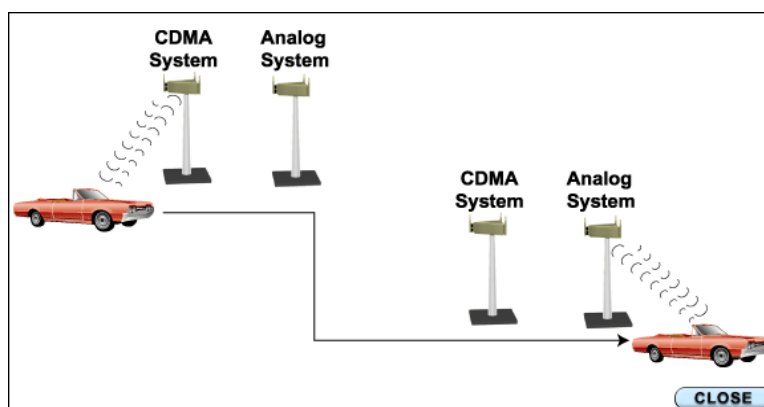 CDMA
System
Analog
System
CDMA
System
Analog
System
CLOSE